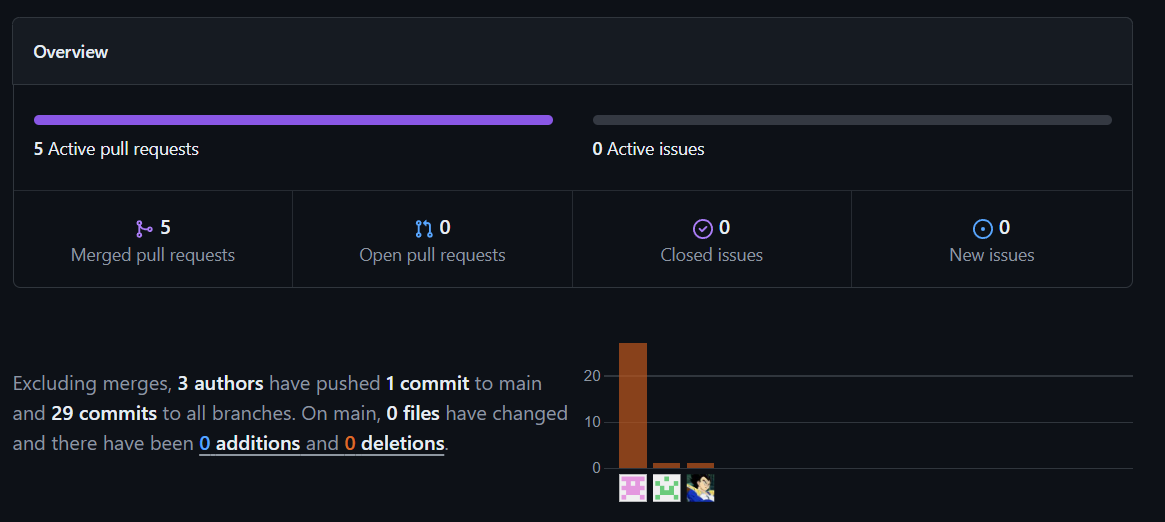 Overview
5 Active pull requests
0 Active issues
5
Merged pull requests
0
Open pull requests
0
Closed issues
0
New issues
Excluding merges, 3 authors have pushed 1 commit to main
and 29 commits to all branches. On main, 0 files have changed
and there have been 0 additions and 0 deletions.
20
10
0